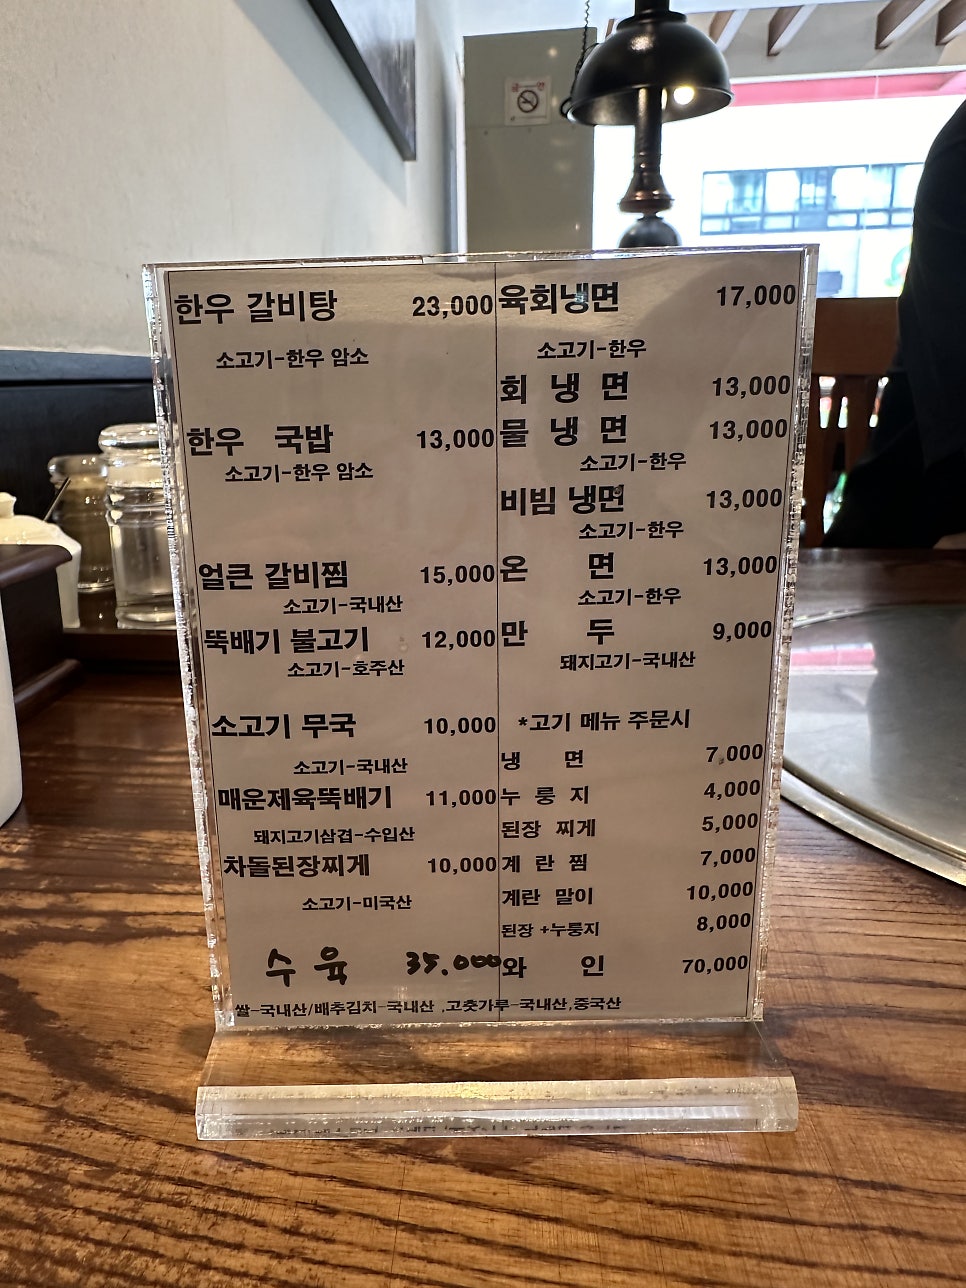 한우 갈비탕 23,000
소고기-한우 암소
한우 국밥 13,000
소고기-한우 암소
얼큰 갈비찜 15,000
소고기-국내산
뚝배기 불고기 12,000
소고기-호주산
소고기 무국 10,000
소고기-국내산
매운제육뚝배기 11,000
돼지고기삼겹-수입산
차돌된장찌게 10,000
소고기-미국산
수육 35.000
육회냉면 17,000
소고기-한우
회 냉 면 13,000
물 냉 면 13,000
소고기-한우
비빔 냉면 13,000
소고기-한우
온 면 13,000
소고기-한우
만 두 9,000
돼지고기-국내산
*고기 메뉴 주문시
냉 면 7,000
누 룽 지 4,000
된장 찌게 5,000
계 란 찜 7,000
계란 말이 10,000
된장 +누룽지 8,000
와 인 70,000
쌀-국내산/배추김치-국내산 ,고춧가루-국내산,중국산